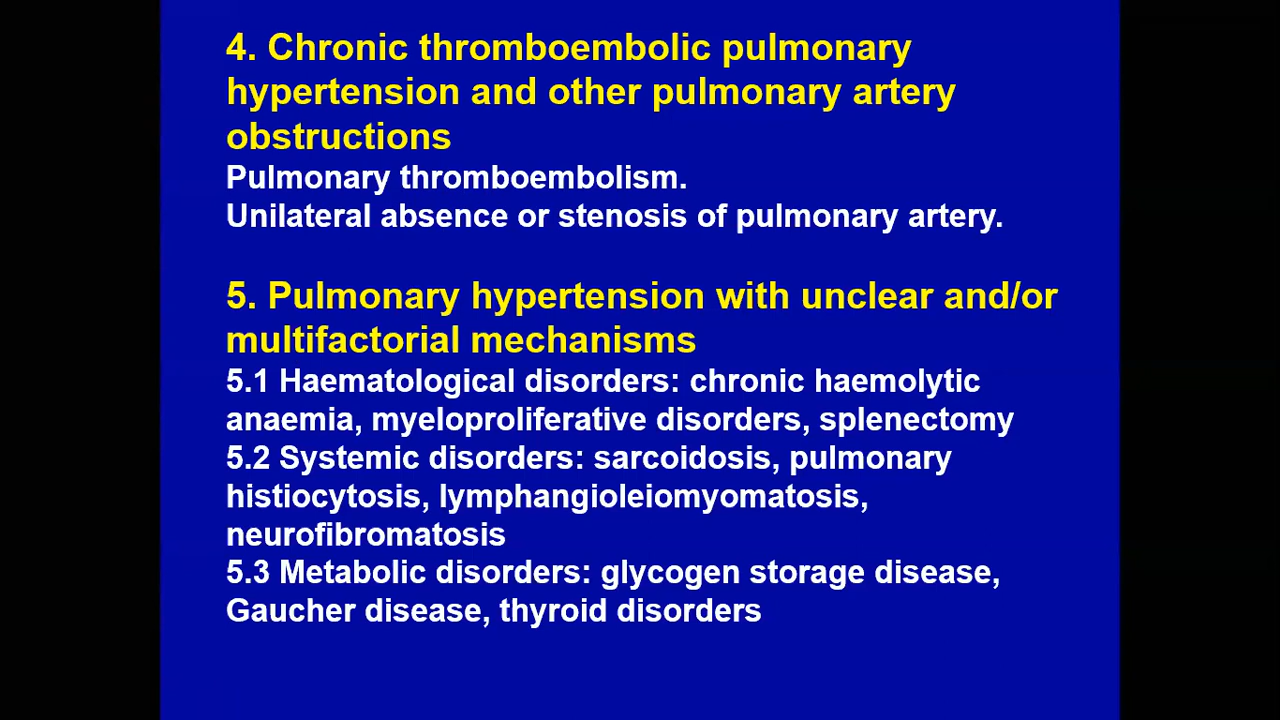 4. Chronic thromboembolic pulmonary
hypertension and other pulmonary artery
obstructions
Pulmonary thromboembolism.
Unilateral absence or stenosis of pulmonary artery.
5. Pulmonary hypertension with unclear and/or
multifactorial mechanisms
5.1 Haematological disorders: chronic haemolytic
anaemia, myeloproliferative disorders, splenectomy
5.2 Systemic disorders: sarcoidosis, pulmonary
histiocytosis, lymphangioleiomyomatosis,
neurofibromatosis
5.3 Metabolic disorders: glycogen storage disease,
Gaucher disease, thyroid disorders